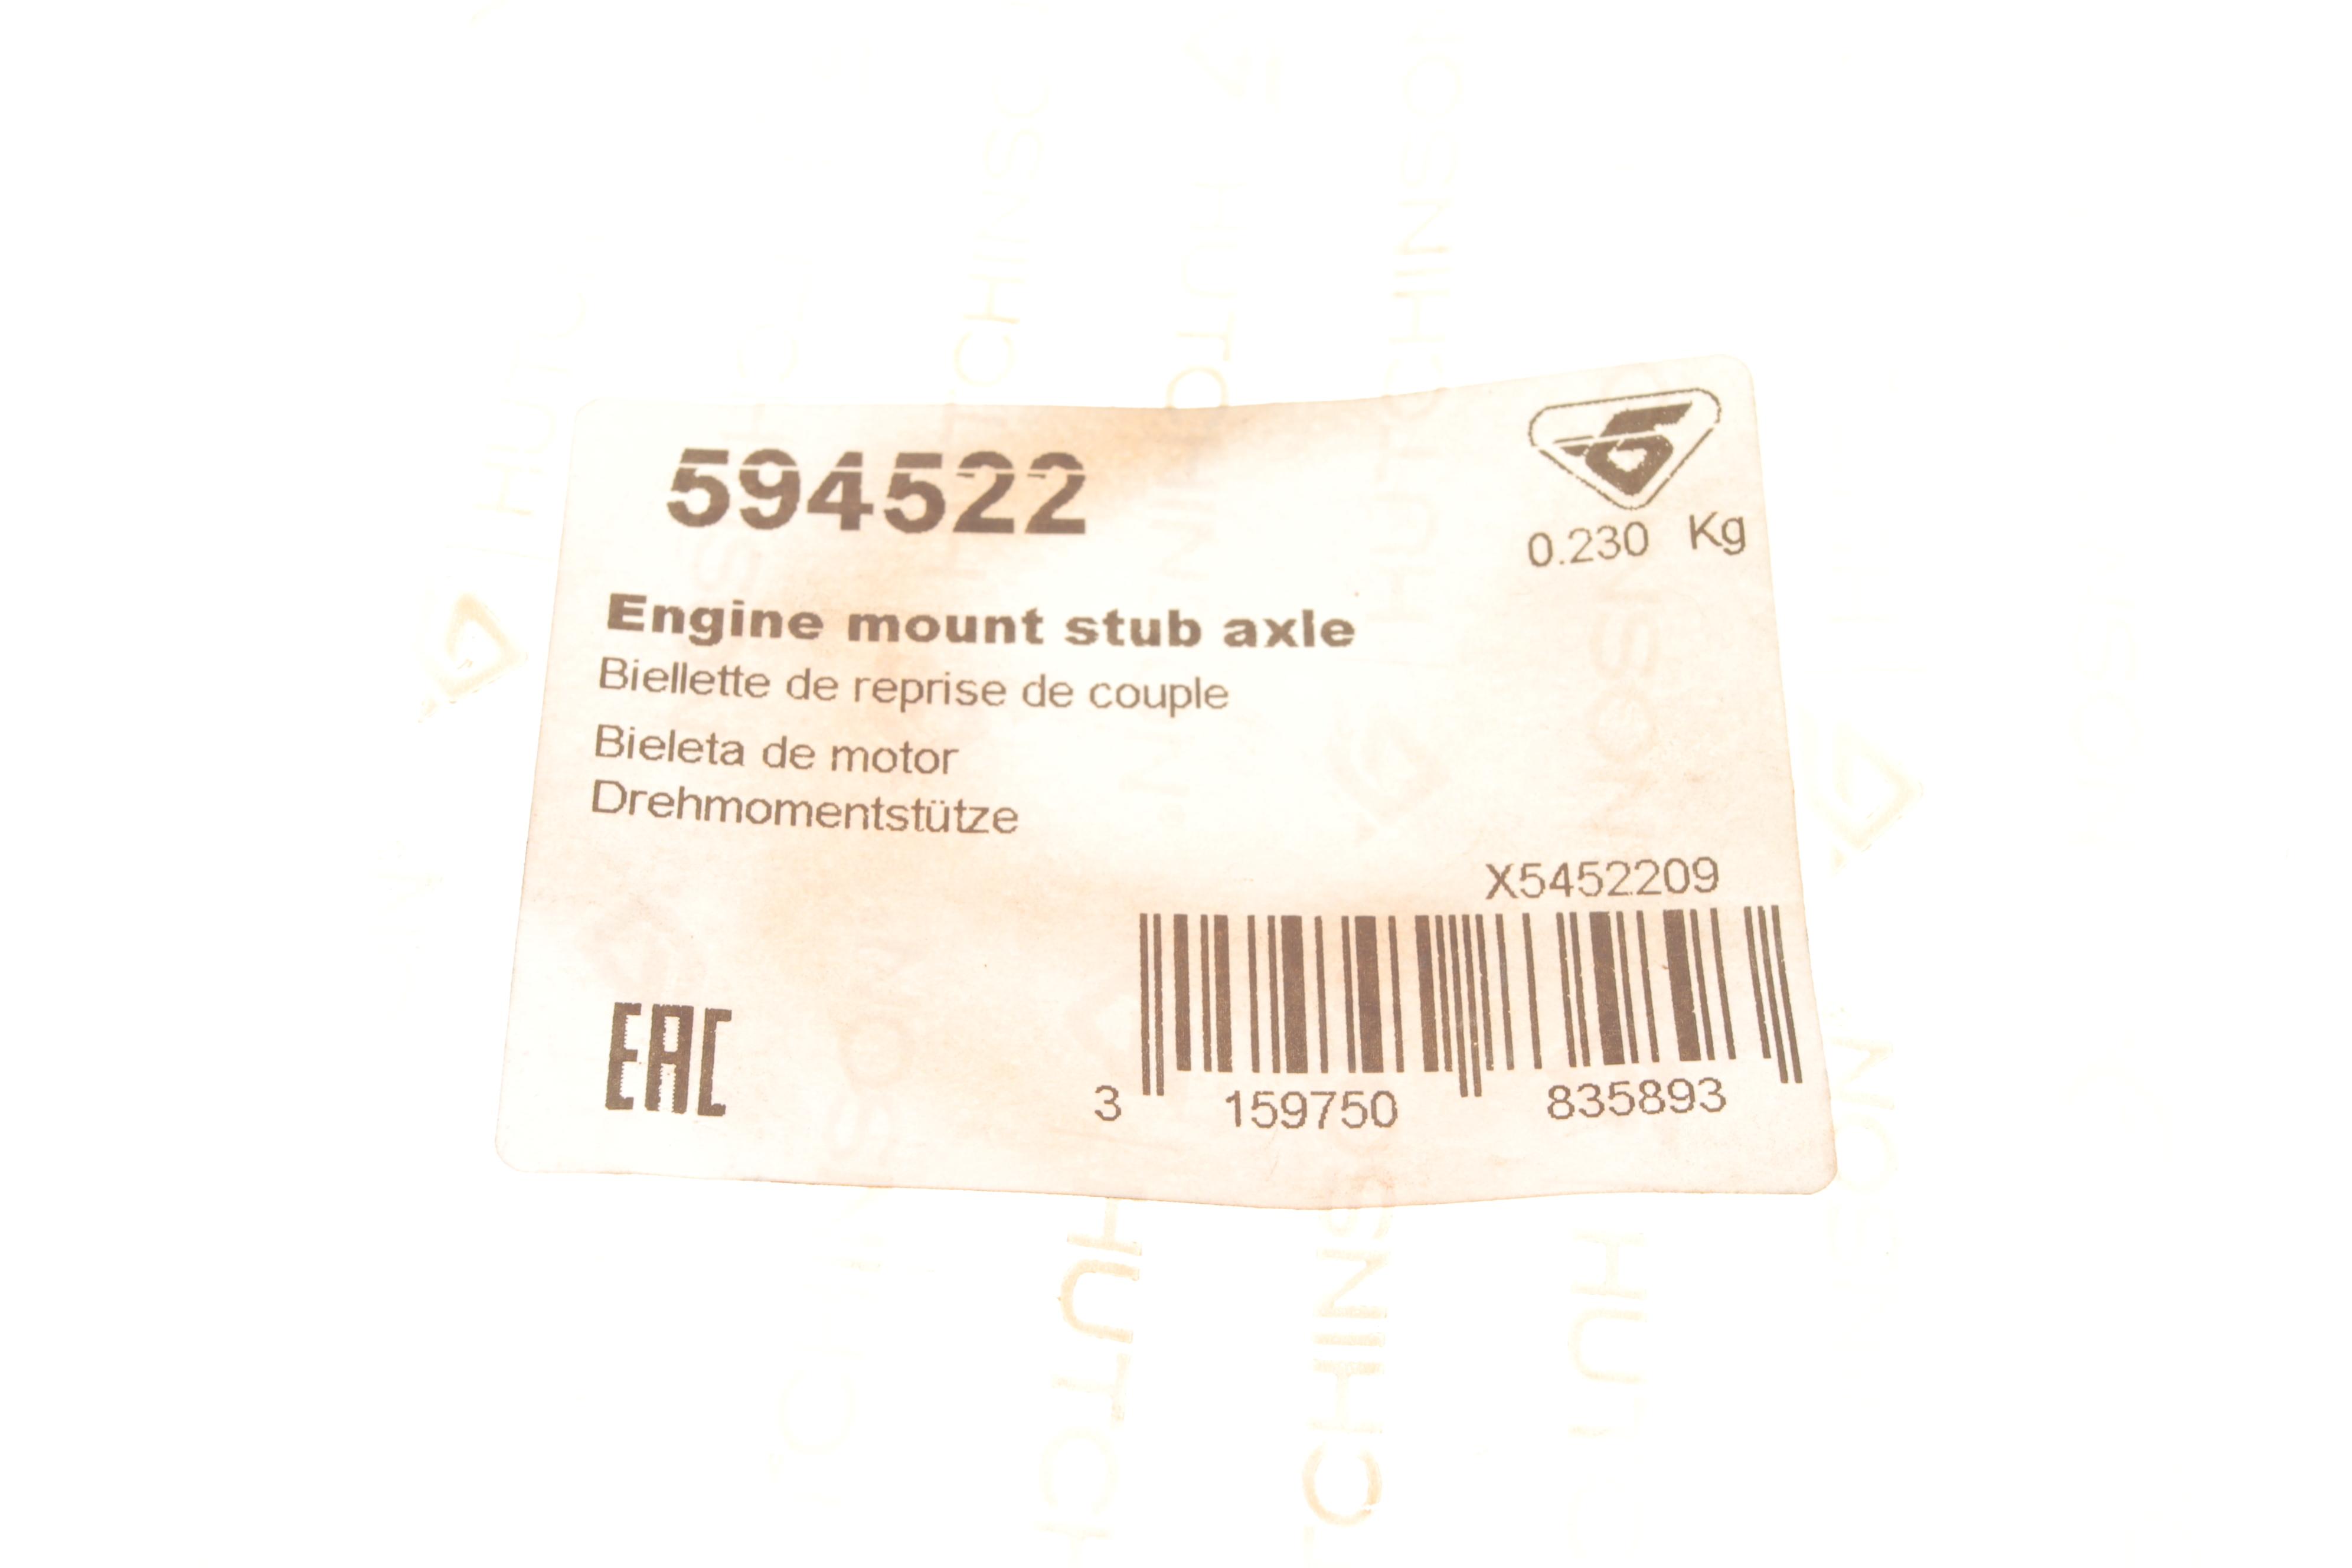 594522
0.230 Kg
Engine mount stub axle
Biellette de reprise de couple
Bieleta de motor
Drehmomentstütze
X5452209
EAC
3 159750 835893
HUTCHINSON